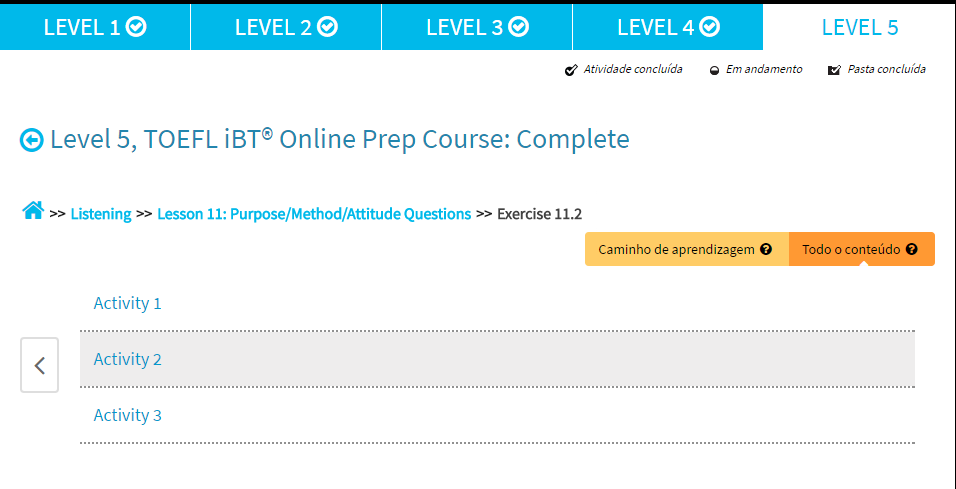 LEVEL 1 LEVEL 2 LEVEL 3 LEVEL 4 LEVEL 5
Atividade concluída Em andamento Pasta concluída
Level 5, TOEFL iBT® Online Prep Course: Complete
>> Listening >> Lesson 11: Purpose/Method/Attitude Questions >> Exercise 11.2
Caminho de aprendizagem Todo o conteúdo
Activity 1
Activity 2
Activity 3